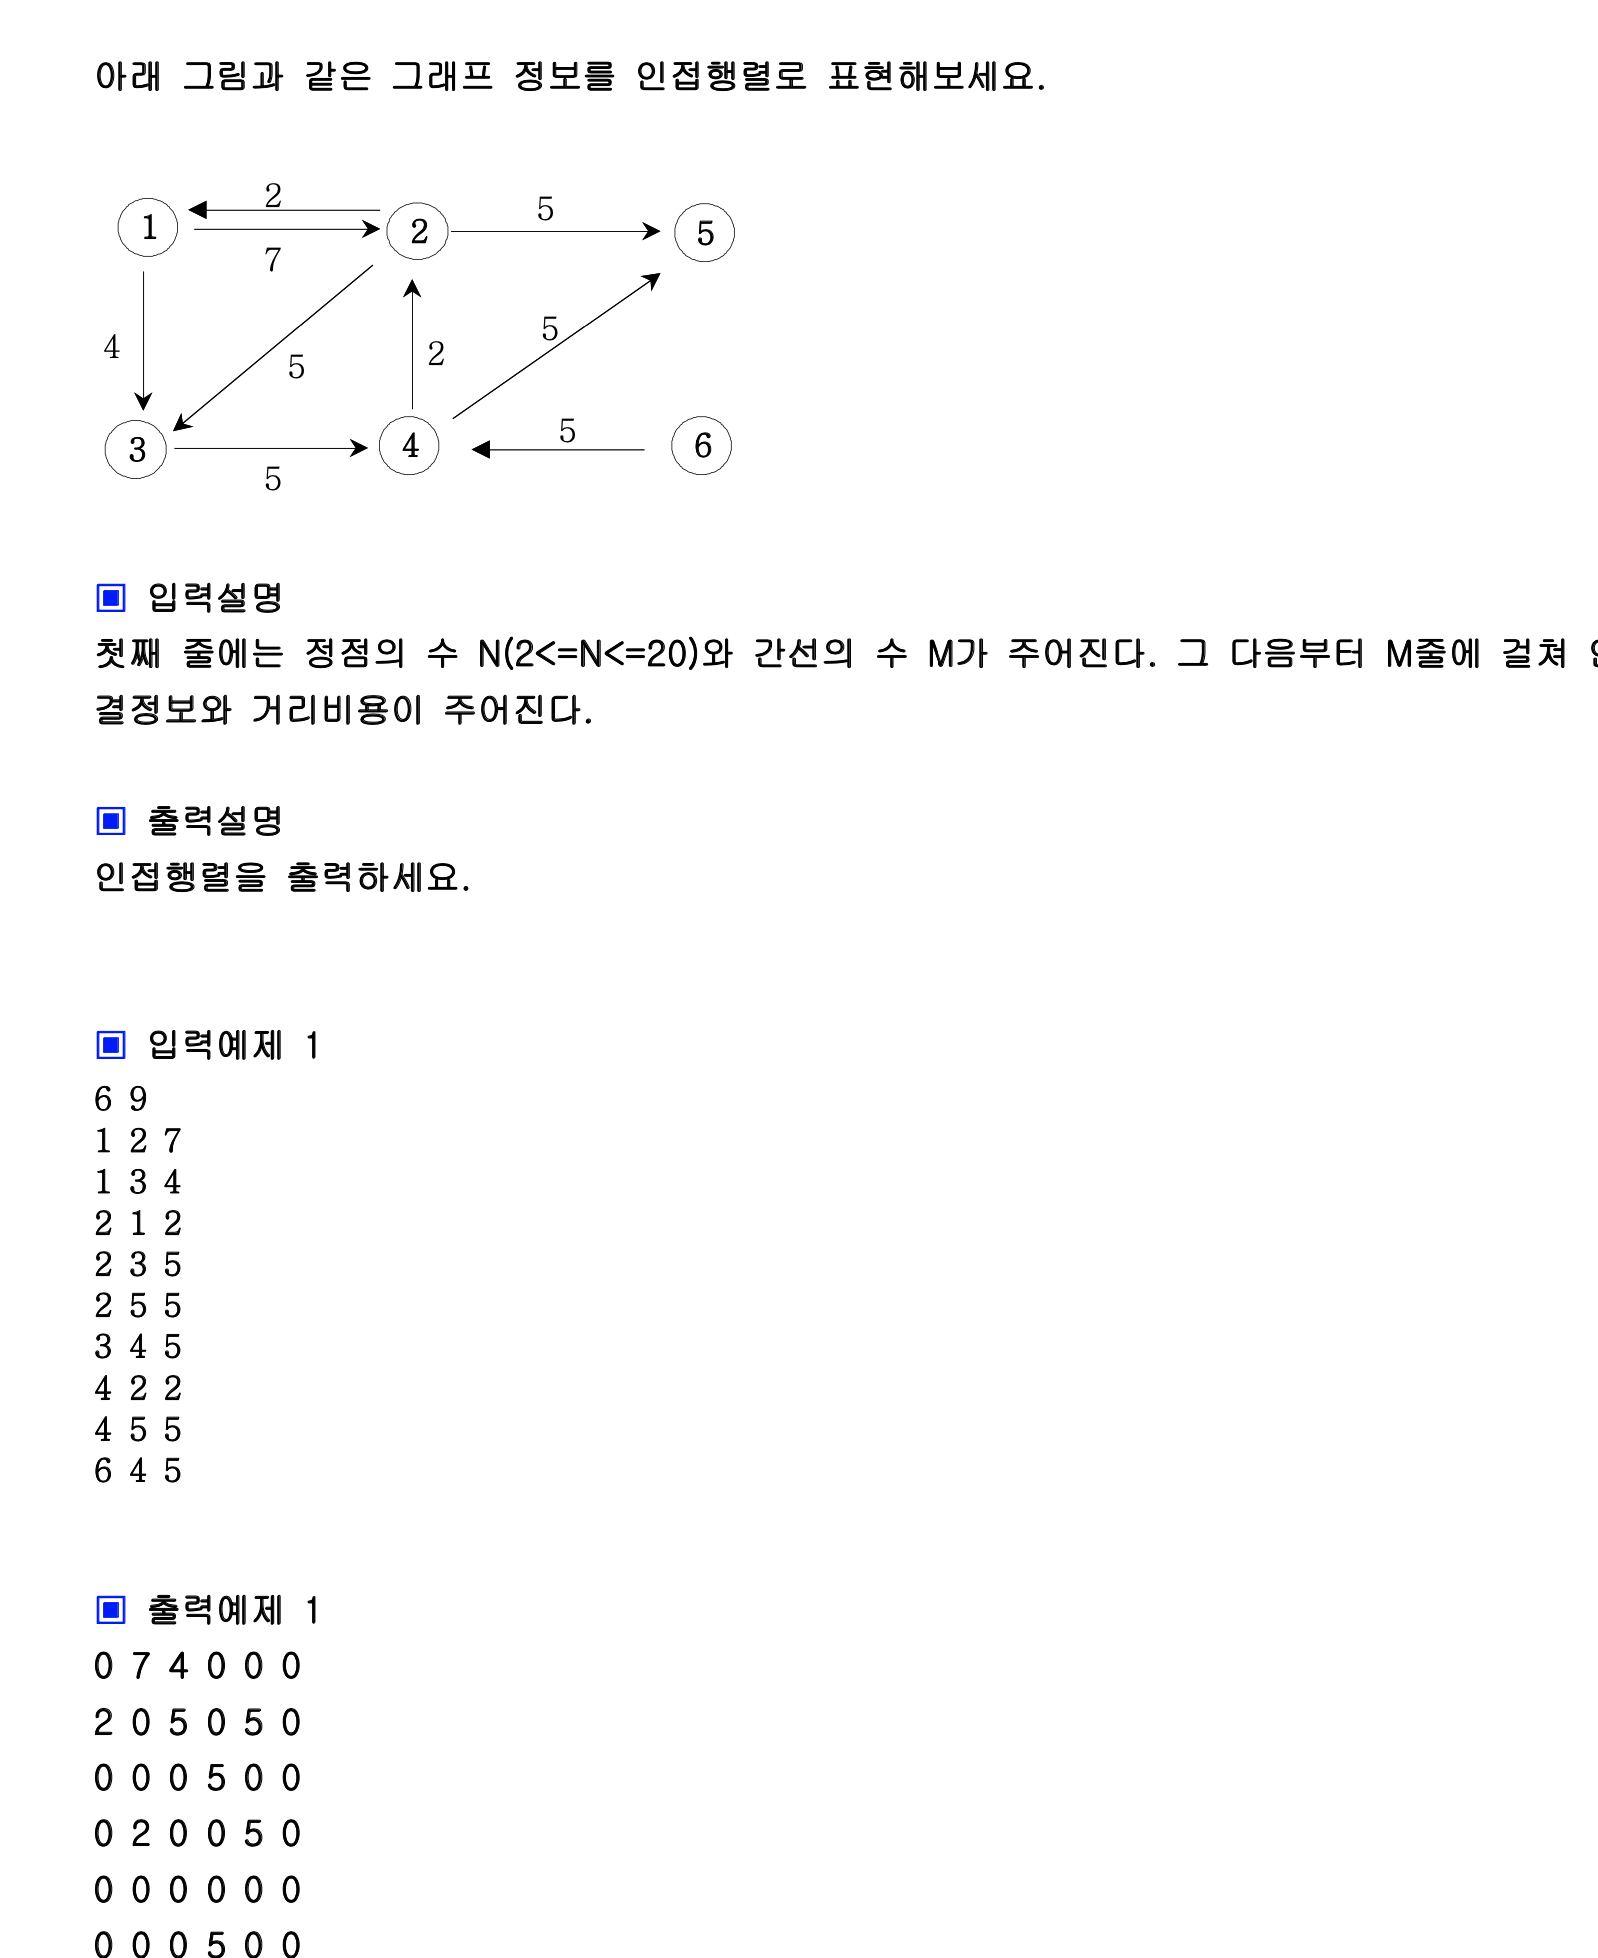 아래 그림과 같은 그래프 정보를 인접행렬로 표현해보세요.
2
1
2
5
5
7
4
5
2
5
3
4
5
6
5
▣ 입력설명
첫째 줄에는 정점의 수 N(2<=N<=20)와 간선의 수 M가 주어진다. 그 다음부터 M줄에 걸쳐
결정보와 거리비용이 주어진다.
▣ 출력설명
인접행렬을 출력하세요.
▣ 입력예제 1
6 9
1 2 7
1 3 4
2 1 2
2 3 5
2 5 5
3 4 5
4 2 2
4 5 5
6 4 5
▣ 출력예제 1
0 7 4 0 0 0
2 0 5 0 5 0
0 0 0 5 0 0
0 2 0 0 5 0
0 0 0 0 0 0
0 0 0 5 0 0